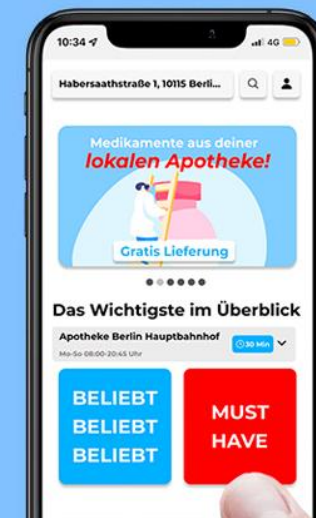 10:34
4G
Habersaathstraße 1, 10115 Berli...
Medikamente aus deiner
lokalen Apotheke!
Gratis Lieferung
Das Wichtigste im Überblick
Apotheke Berlin Hauptbahnhof
30 Min
Mo-So 08:00-20:45 Uhr
BELIEBT
BELIEBT
BELIEBT
MUST
HAVE